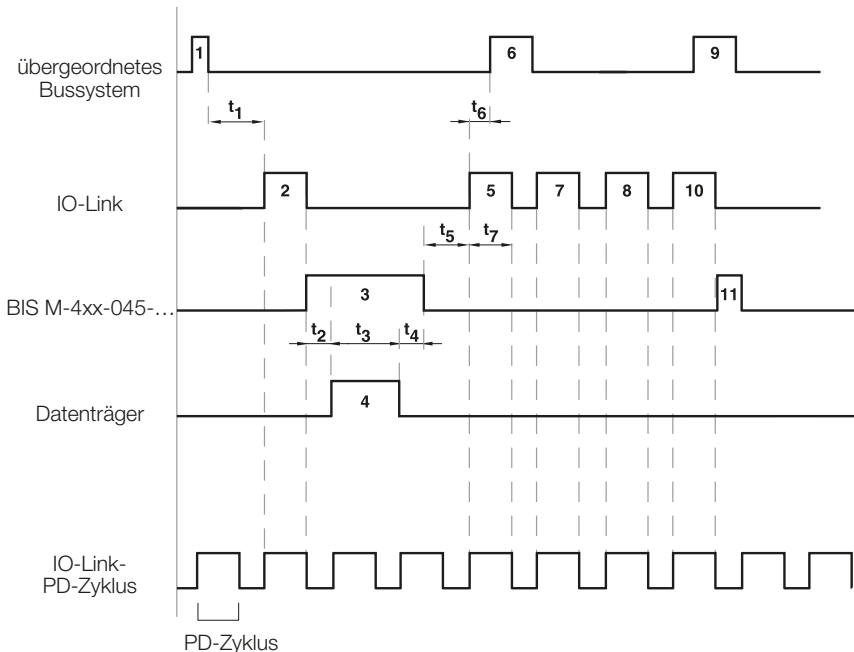 übergeordnetes
Bussystem
1
6
9
t1
t6
IO-Link
2
5
7
8
10
t5
t7
BIS M-4xx-045-…
3
11
t2
t3
t4
Datenträger
4
IO-Link-
PD-Zyklus
PD-Zyklus